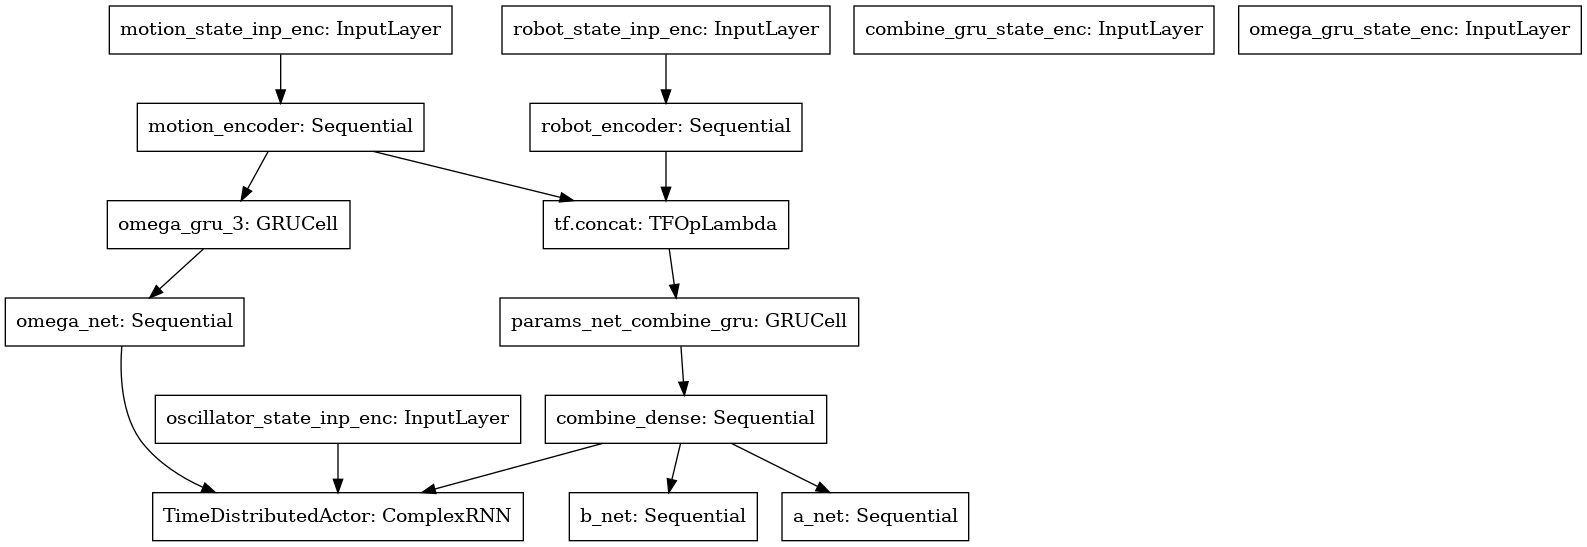 motion_state_inp_enc: InputLayer
robot_state_inp_enc: InputLayer
combine_gru_state_enc: InputLayer
omega_gru_state_enc: InputLayer
motion_encoder: Sequential
robot_encoder: Sequential
omega_gru_3: GRUCell
tf.concat: TFOpLambda
omega_net: Sequential
params_net_combine_gru: GRUCell
oscillator_state_inp_enc: InputLayer
combine_dense: Sequential
TimeDistributedActor: ComplexRNN
b_net: Sequential
a_net: Sequential